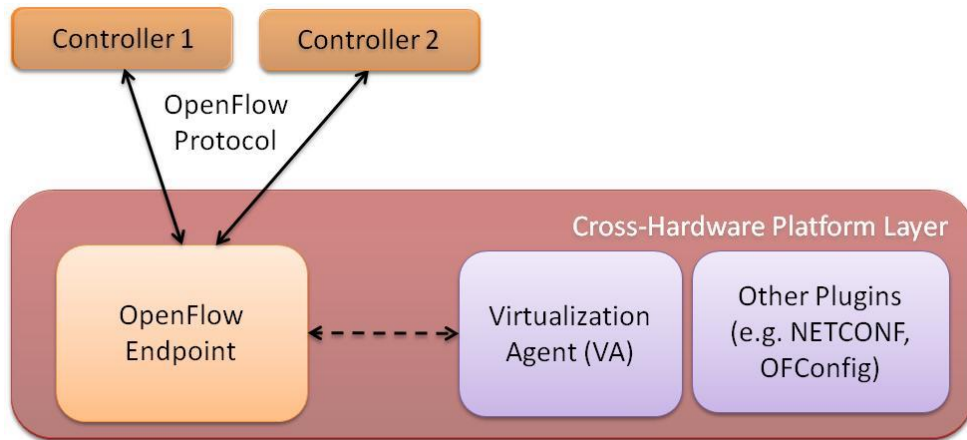 Controller 1
Controller 2
OpenFlow
Protocol
Cross-Hardware Platform Layer
OpenFlow
Endpoint
Virtualization
Agent (VA)
Other Plugins
(e.g. NETCONF,
OFConfig)